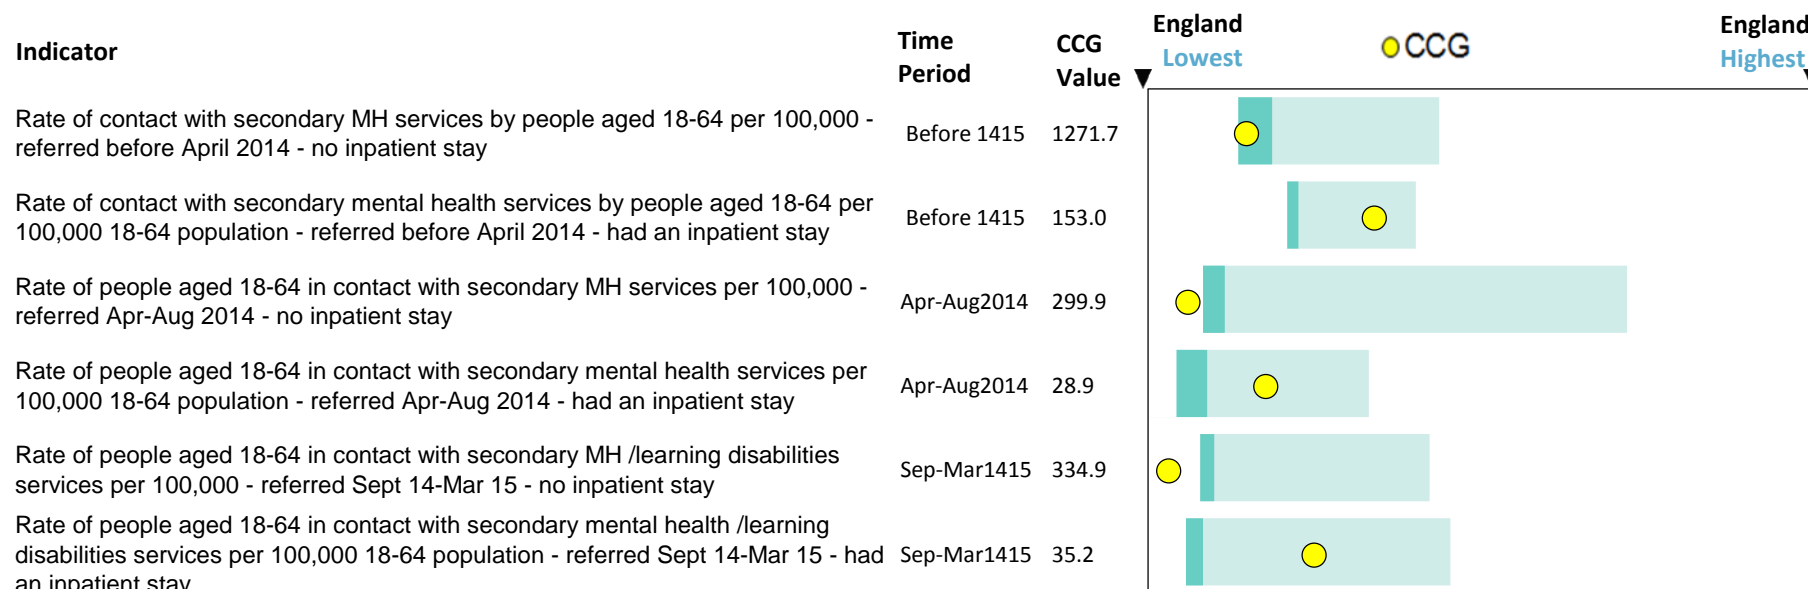 Indicator
Time Period
CCG Value
England Lowest
CCG
England Highest
Rate of contact with secondary MH services by people aged 18-64 per 100,000 -
referred before April 2014 - no inpatient stay
Before 1415 1271.7
Rate of contact with secondary mental health services by people aged 18-64 per
100,000 18-64 population - referred before April 2014 - had an inpatient stay
Before 1415 153.0
Rate of people aged 18-64 in contact with secondary MH services per 100,000 -
referred Apr-Aug 2014 - no inpatient stay
Apr-Aug2014 299.9
Rate of people aged 18-64 in contact with secondary mental health services per
100,000 18-64 population - referred Apr-Aug 2014 - had an inpatient stay
Apr-Aug2014 28.9
Rate of people aged 18-64 in contact with secondary MH /learning disabilities
services per 100,000 - referred Sept 14-Mar 15 - no inpatient stay
Sep-Mar1415 334.9
Rate of people aged 18-64 in contact with secondary mental health /learning
disabilities services per 100,000 18-64 population - referred Sept 14-Mar 15 - had
an inpatient stay
Sep-Mar1415 35.2